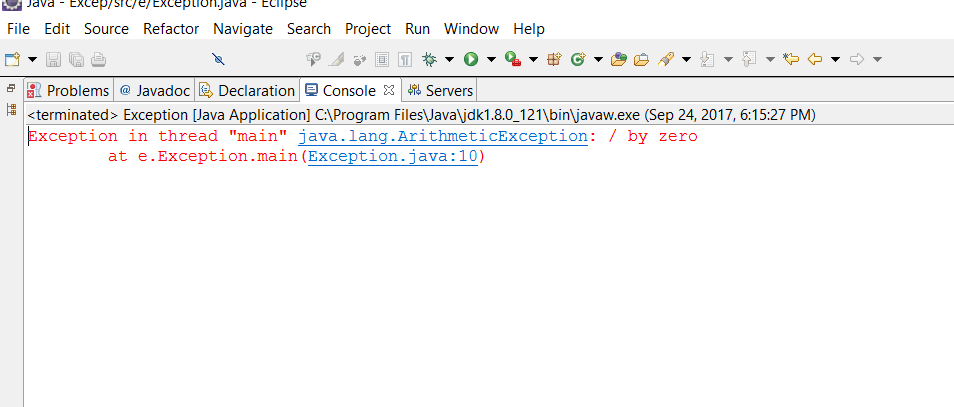 Java - Excep/src/e/Exception.java - Eclipse
File Edit Source Refactor Navigate Search Project Run Window Help
Problems @ Javadoc Declaration Console Servers
<terminated> Exception [Java Application] C:\Program Files\Java\jdk1.8.0_121\bin\javaw.exe (Sep 24, 2017, 6:15:27 PM)
Exception in thread "main" java.lang.ArithmeticException: / by zero
at e.Exception.main(Exception.java:10)